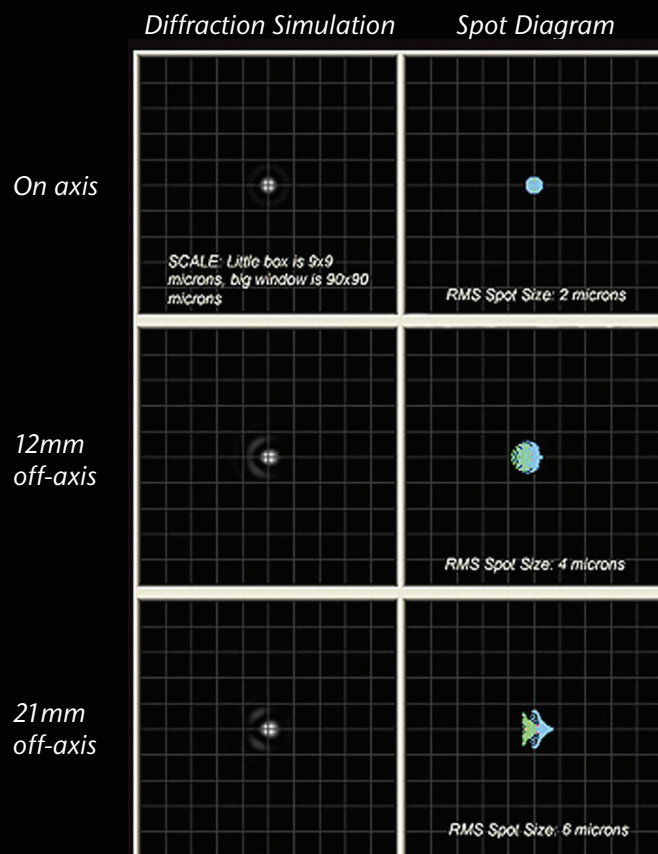 Diffraction Simulation Spot Diagram
On axis
SCALE: Little box is 9x9
microns, big window is 90x90
microns
RMS Spot Size: 2 microns
12mm
off-axis
RMS Spot Size: 4 microns
21mm
off-axis
RMS Spot Size: 6 microns